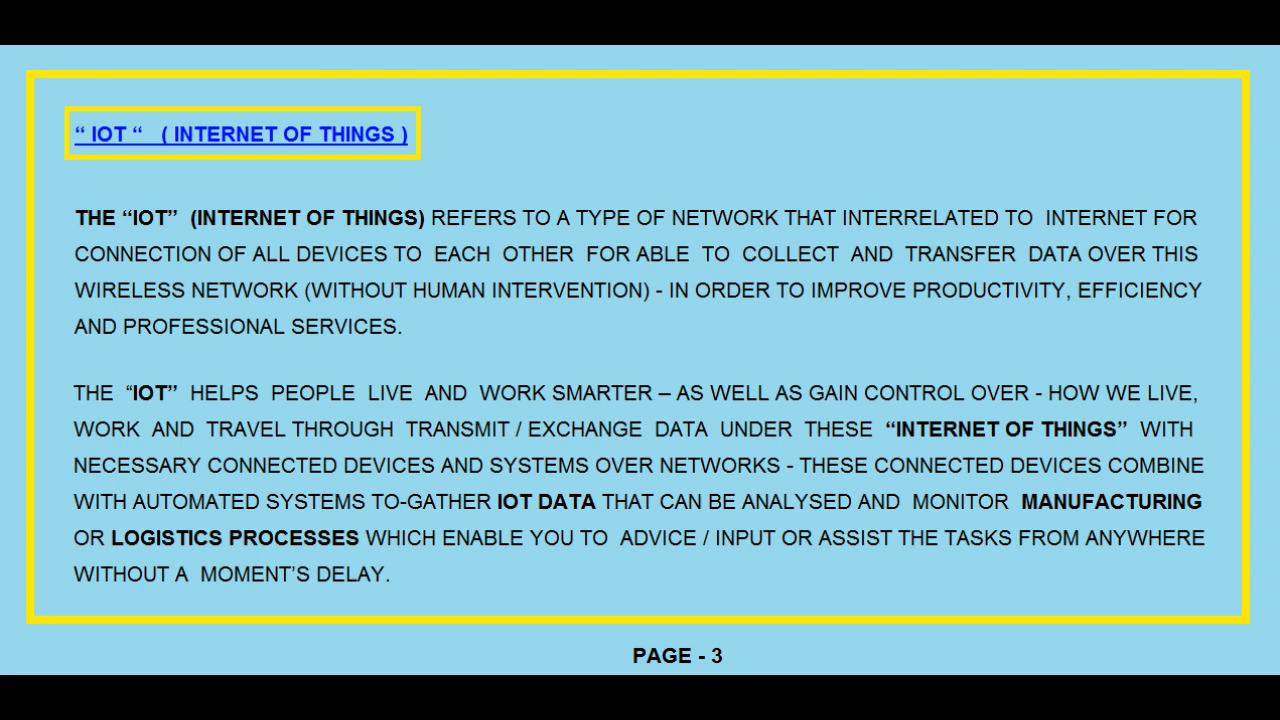 “ IOT “ ( INTERNET OF THINGS )
THE “IOT” (INTERNET OF THINGS) REFERS TO A TYPE OF NETWORK THAT INTERRELATED TO INTERNET FOR
CONNECTION OF ALL DEVICES TO EACH OTHER FOR ABLE TO COLLECT AND TRANSFER DATA OVER THIS
WIRELESS NETWORK (WITHOUT HUMAN INTERVENTION) - IN ORDER TO IMPROVE PRODUCTIVITY, EFFICIENCY
AND PROFESSIONAL SERVICES.
THE “IOT” HELPS PEOPLE LIVE AND WORK SMARTER – AS WELL AS GAIN CONTROL OVER - HOW WE LIVE,
WORK AND TRAVEL THROUGH TRANSMIT / EXCHANGE DATA UNDER THESE “INTERNET OF THINGS” WITH
NECESSARY CONNECTED DEVICES AND SYSTEMS OVER NETWORKS - THESE CONNECTED DEVICES COMBINE
WITH AUTOMATED SYSTEMS TO-GATHER IOT DATA THAT CAN BE ANALYSED AND MONITOR MANUFACTURING
OR LOGISTICS PROCESSES WHICH ENABLE YOU TO ADVICE / INPUT OR ASSIST THE TASKS FROM ANYWHERE
WITHOUT A MOMENT’S DELAY.
PAGE - 3